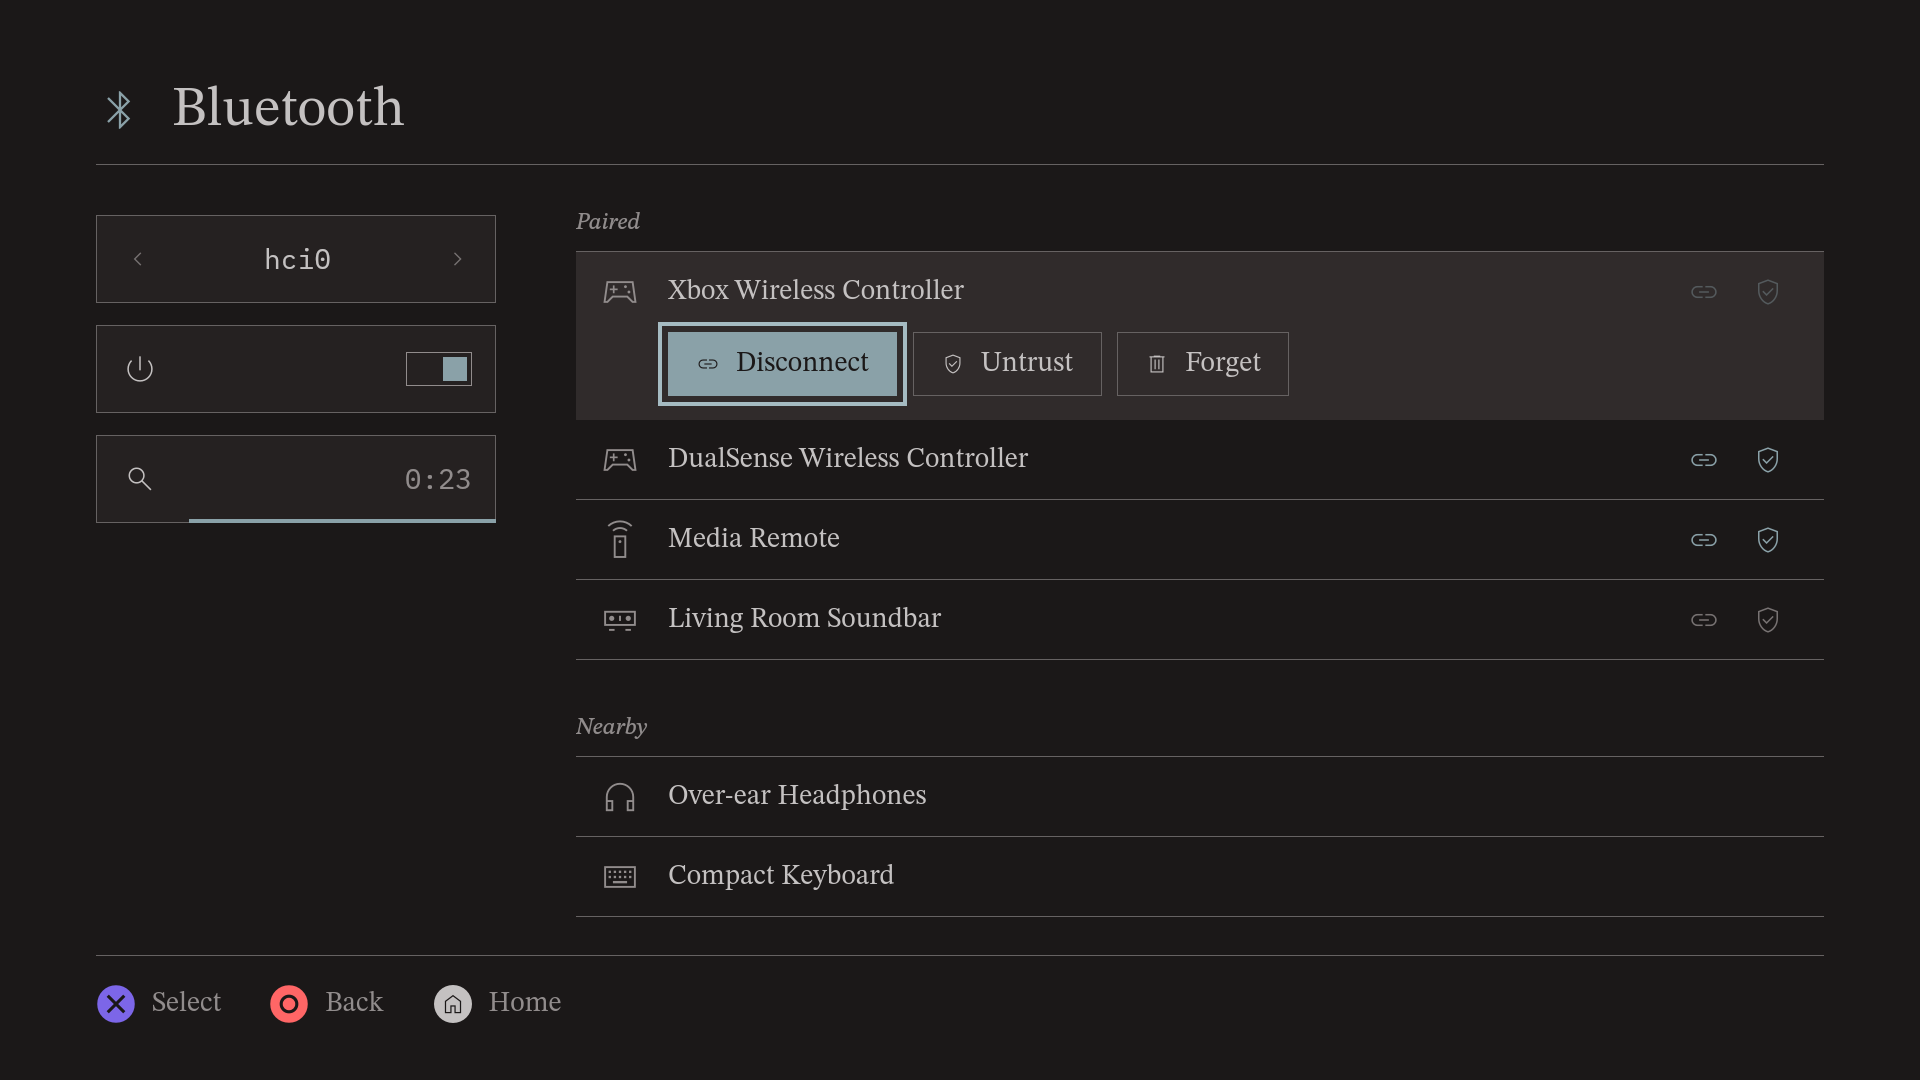 Bluetooth
hci0
0:23
Paired
Xbox Wireless Controller
Disconnect
Untrust
Forget
DualSense Wireless Controller
Media Remote
Living Room Soundbar
Nearby
Over-ear Headphones
Compact Keyboard
Select
Back
Home